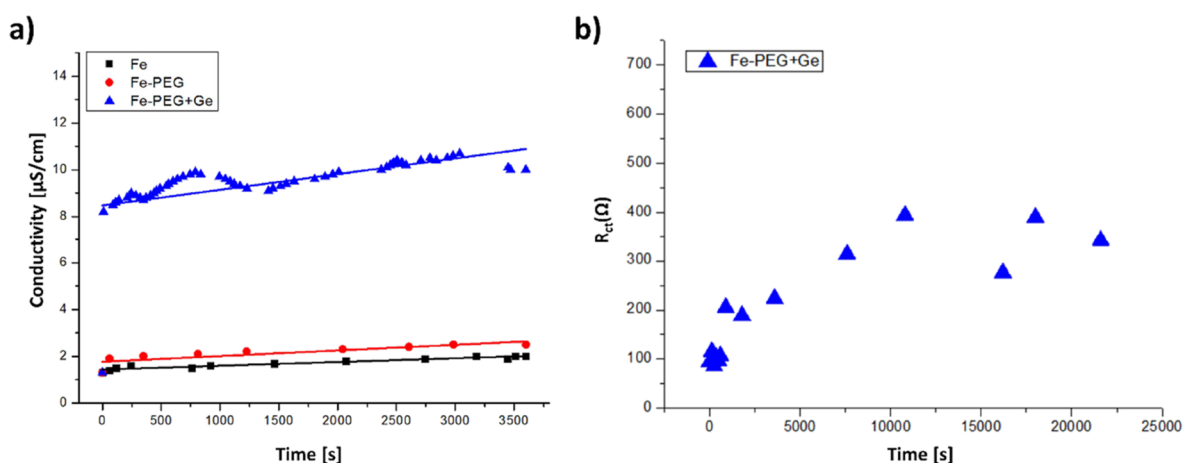 a)
Fe
Fe-PEG
Fe-PEG+Ge
Conductivity [µS/cm]
14
12
10
8
6
4
2
0
0 500 1000 1500 2000 2500 3000 3500
Time [s]
b)
Fe-PEG+Ge
Rct(Ω)
700
600
500
400
300
200
100
0
0 5000 10000 15000 20000 25000
Time [s]